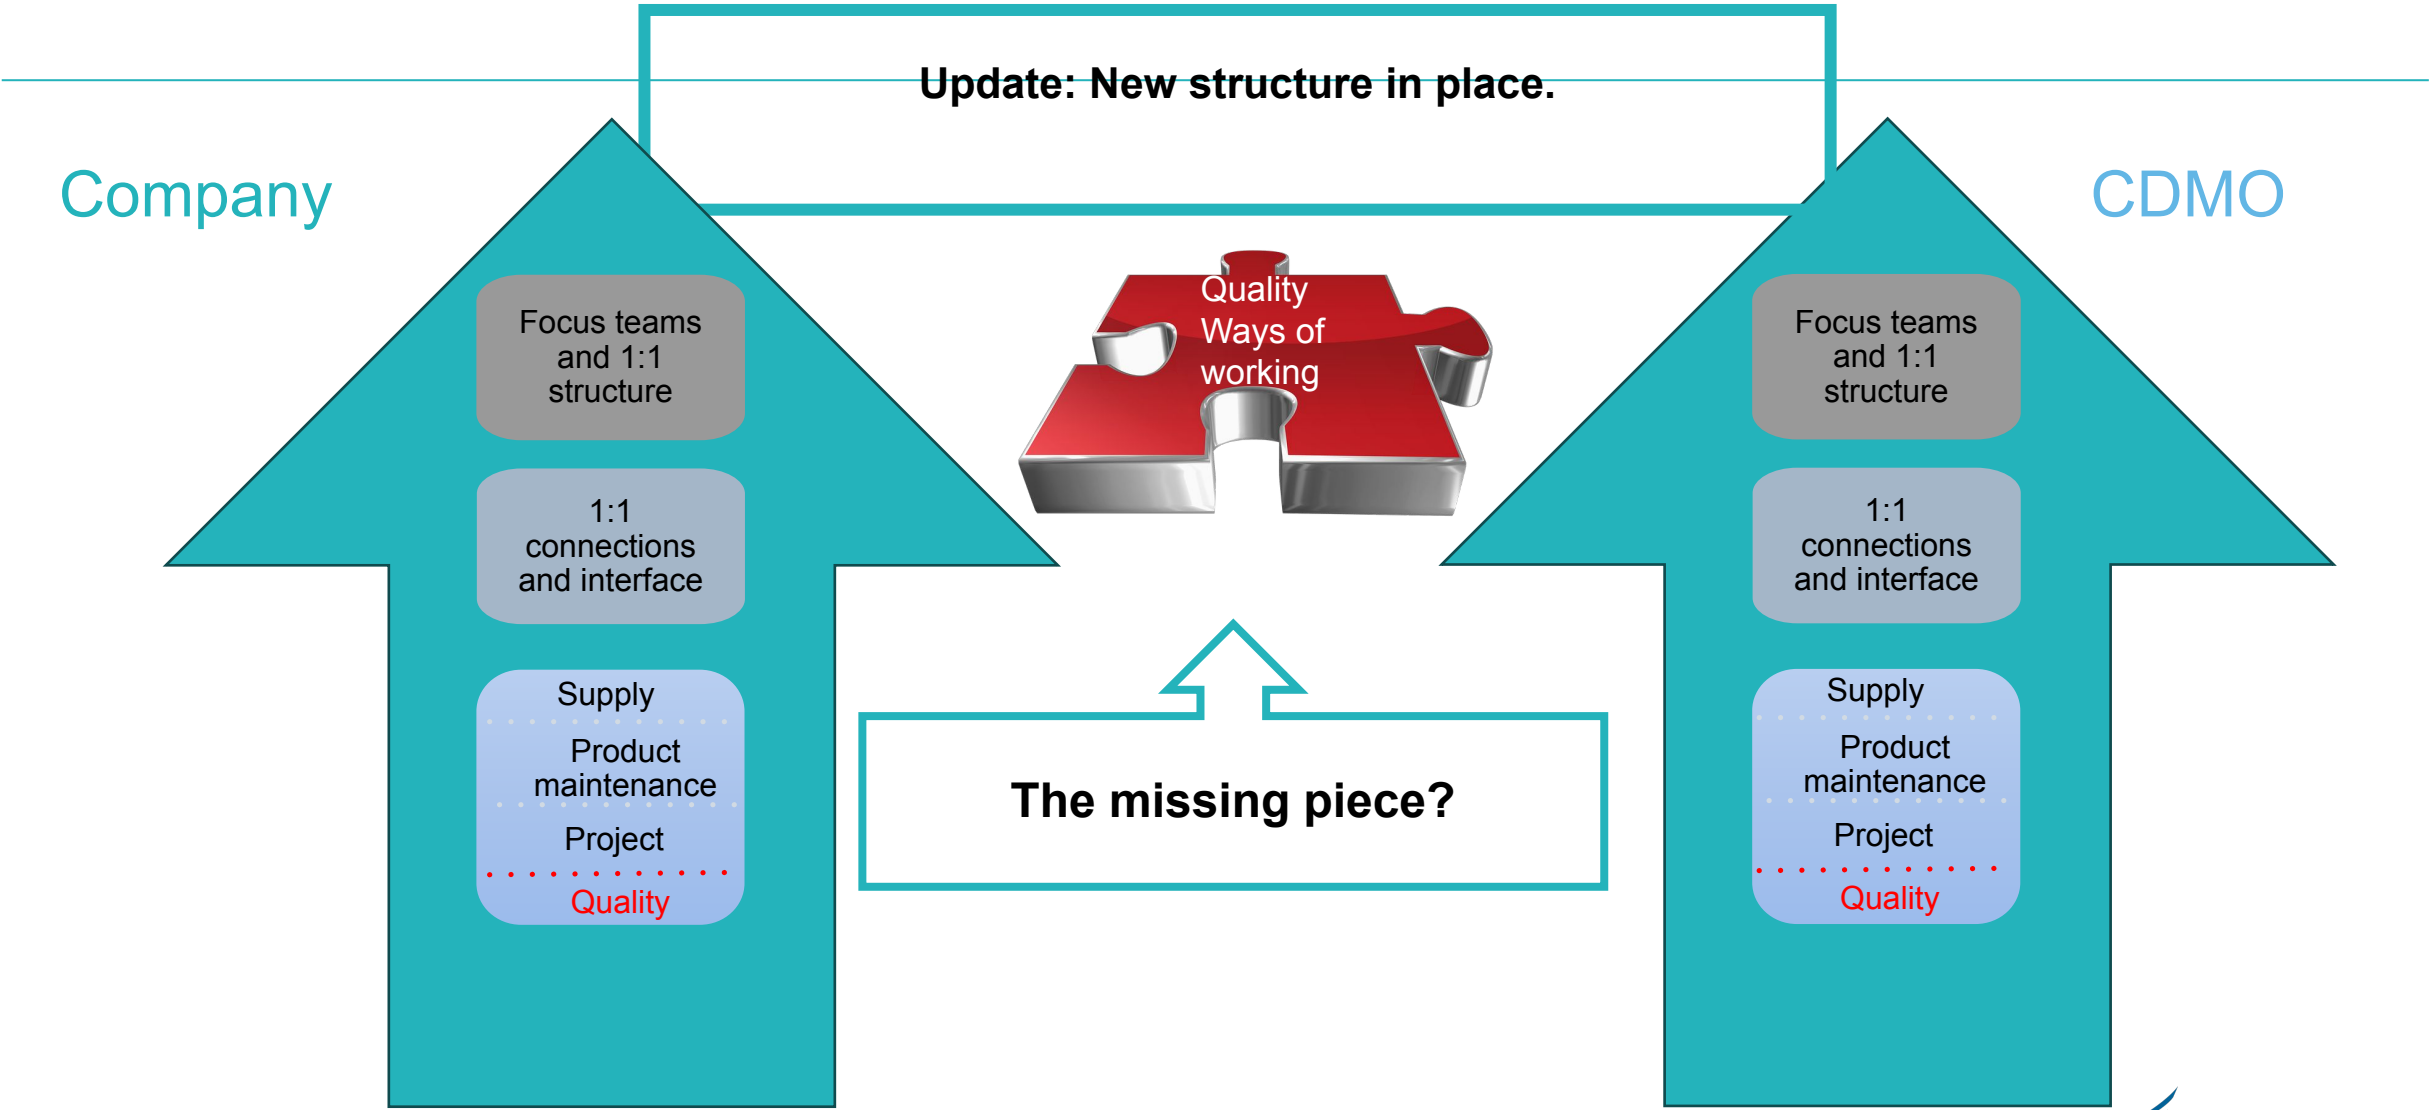 Update: New structure in place.
Company
CDMO
Focus teams
and 1:1
structure
1:1
connections
and interface
Supply
Product
maintenance
Project
Quality
Quality
Ways of
working
The missing piece?
Focus teams
and 1:1
structure
1:1
connections
and interface
Supply
Product
maintenance
Project
Quality